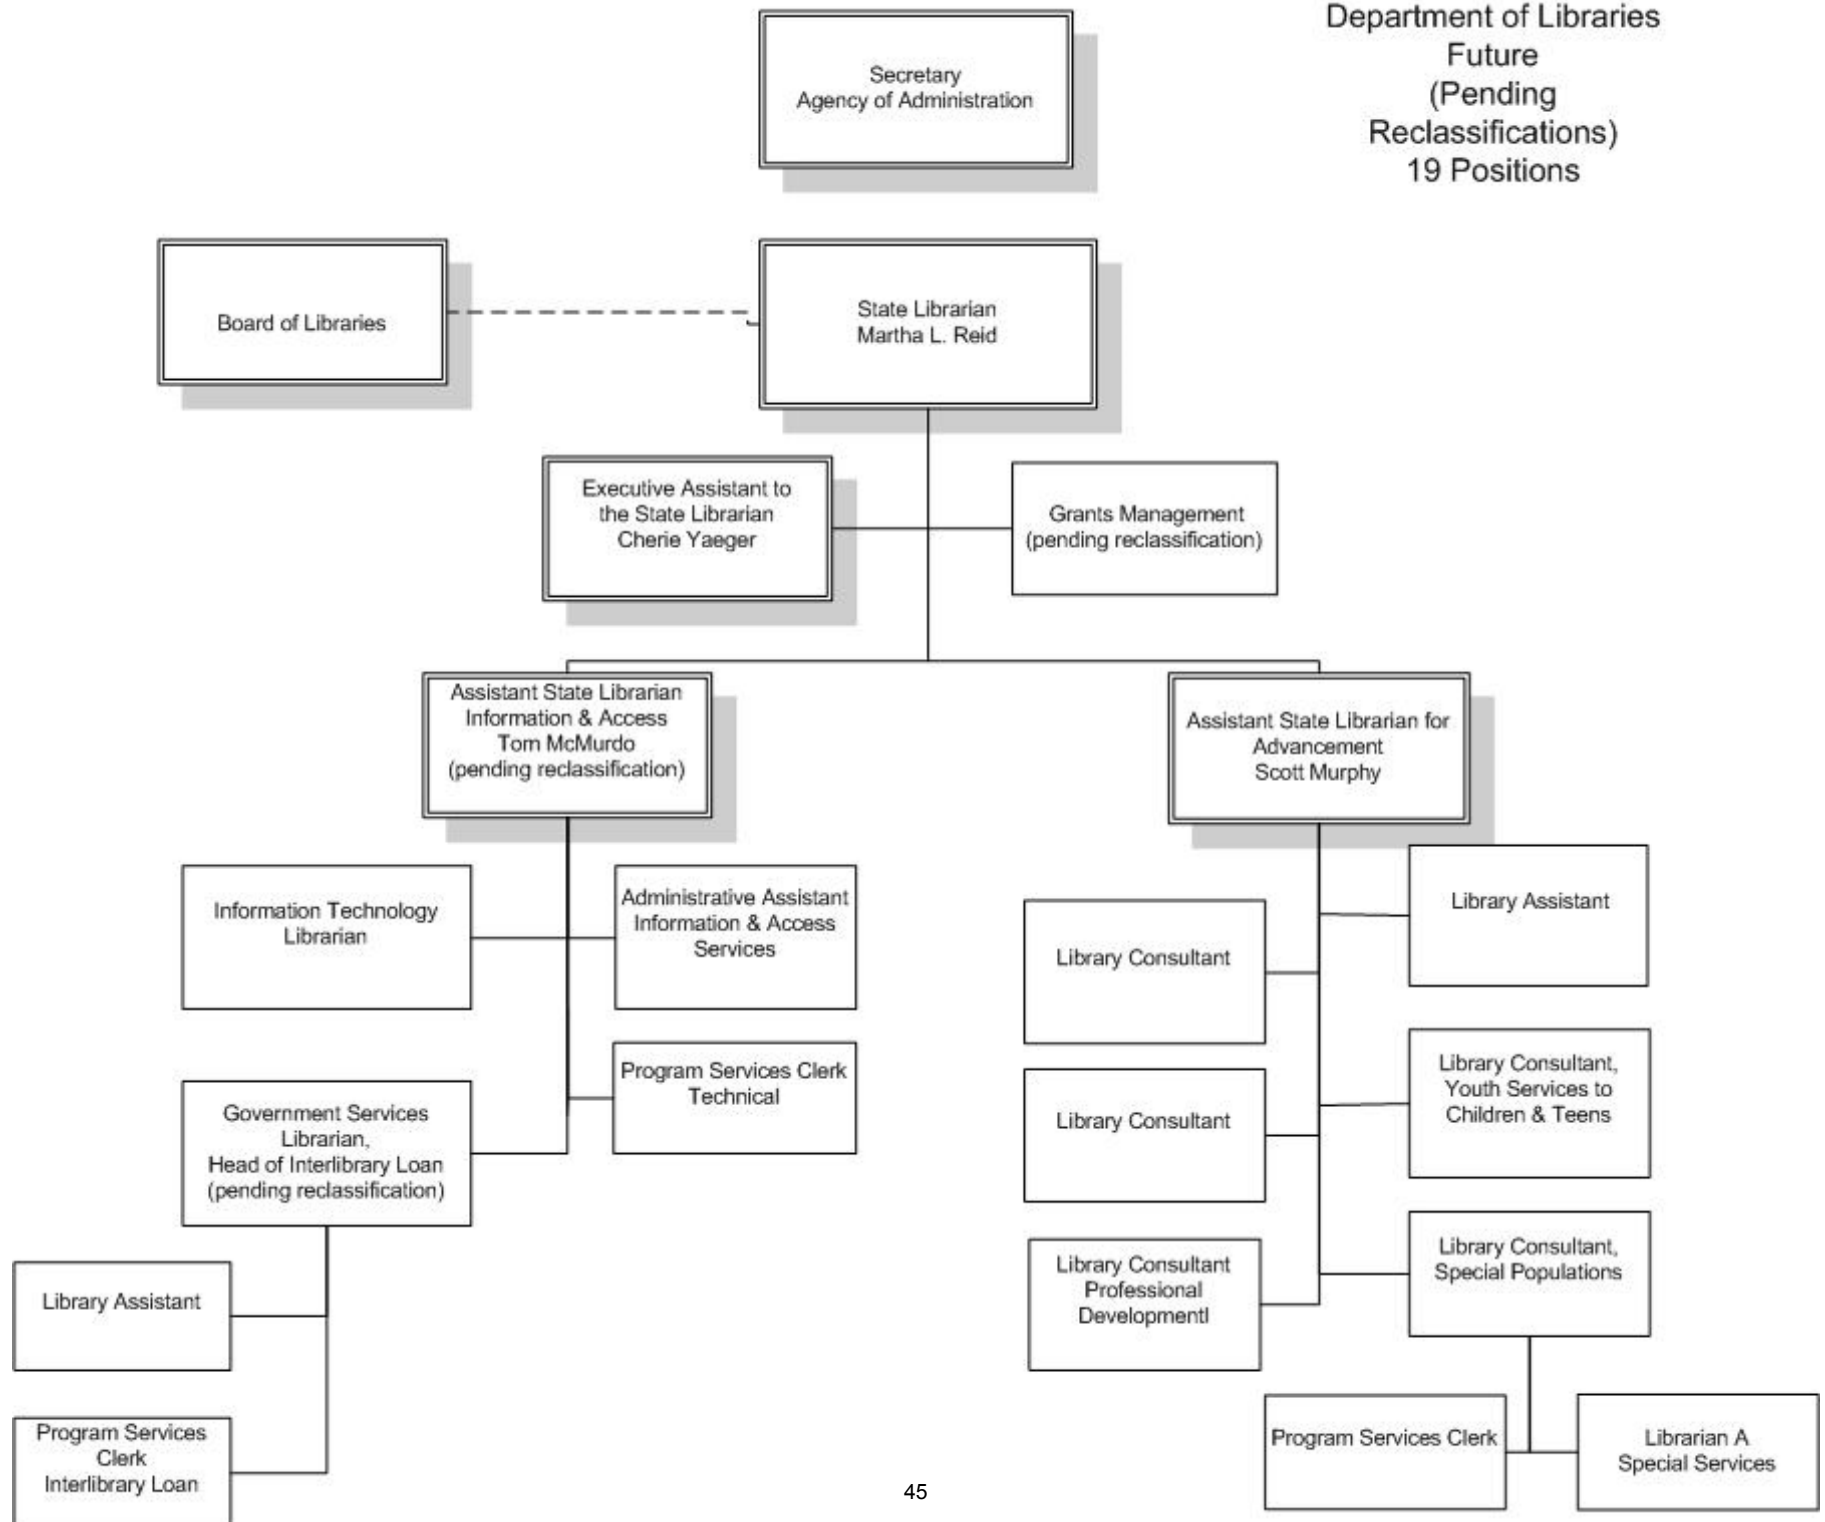 Department of Libraries
Future
(Pending
Reclassifications)
19 Positions
Secretary
Agency of Administration
Board of Libraries
State Librarian
Martha L. Reid
Executive Assistant to
the State Librarian
Cherie Yaeger
Grants Management
(pending reclassification)
Assistant State Librarian
Information & Access
Tom McMurdo
(pending reclassification)
Assistant State Librarian for
Advancement
Scott Murphy
Information Technology
Librarian
Administrative Assistant
Information & Access
Services
Program Services Clerk
Technical
Government Services
Librarian,
Head of Interlibrary Loan
(pending reclassification)
Library Assistant
Program Services
Clerk
Interlibrary Loan
Library Assistant
Library Consultant
Library Consultant,
Youth Services to
Children & Teens
Library Consultant
Library Consultant,
Special Populations
Library Consultant
Professional
Developmentl
Program Services Clerk
Librarian A
Special Services
45